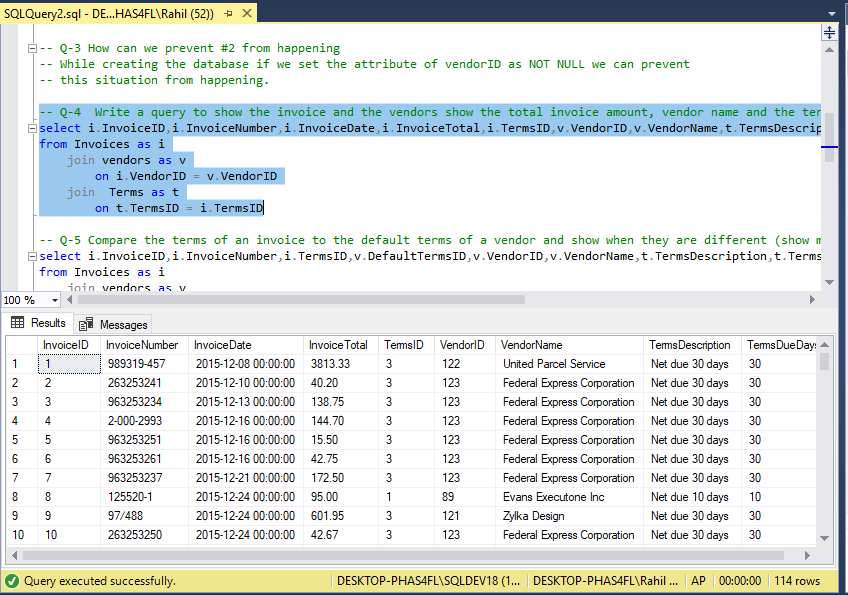 SQLQuery2.sql - DE...HAS4FL\Rahil (52))
-- Q-3 How can we prevent #2 from happening
-- While creating the database if we set the attribute of vendorID as NOT NULL we can prevent
-- this situation from happening.
-- Q-4  Write a query to show the invoice and the vendors show the total invoice amount, vendor name and the ter
select i.InvoiceID,i.InvoiceNumber,i.InvoiceDate,i.InvoiceTotal,i.TermsID,v.VendorID,v.VendorName,t.TermsDescrip
from Invoices as i
join vendors as v
on i.VendorID = v.VendorID
join  Terms as t
on t.TermsID = i.TermsID
-- Q-5 Compare the terms of an invoice to the default terms of a vendor and show when they are different (show m
select i.InvoiceID,i.InvoiceNumber,i.TermsID,v.DefaultTermsID,v.VendorID,v.VendorName,t.TermsDescription,t.Terms
from Invoices as i
join vendors as v
100 %
Results Messages
InvoiceID InvoiceNumber InvoiceDate InvoiceTotal TermsID VendorID VendorName TermsDescription TermsDueDays
1 1 989319-457 2015-12-08 00:00:00 3813.33 3 122 United Parcel Service Net due 30 days 30
2 2 263253241 2015-12-10 00:00:00 40.20 3 123 Federal Express Corporation Net due 30 days 30
3 3 963253234 2015-12-13 00:00:00 138.75 3 123 Federal Express Corporation Net due 30 days 30
4 4 2-000-2993 2015-12-16 00:00:00 144.70 3 123 Federal Express Corporation Net due 30 days 30
5 5 963253251 2015-12-16 00:00:00 15.50 3 123 Federal Express Corporation Net due 30 days 30
6 6 963253261 2015-12-16 00:00:00 42.75 3 123 Federal Express Corporation Net due 30 days 30
7 7 963253237 2015-12-21 00:00:00 172.50 3 123 Federal Express Corporation Net due 30 days 30
8 8 125520-1 2015-12-24 00:00:00 95.00 1 89 Evans Executone Inc Net due 10 days 10
9 9 97/488 2015-12-24 00:00:00 601.95 3 121 Zylka Design Net due 30 days 30
10 10 263253250 2015-12-24 00:00:00 42.67 3 123 Federal Express Corporation Net due 30 days 30
Query executed successfully. DESKTOP-PHAS4FL\SQLDEV18 (1... DESKTOP-PHAS4FL\Rahil ... AP 00:00:00 114 rows